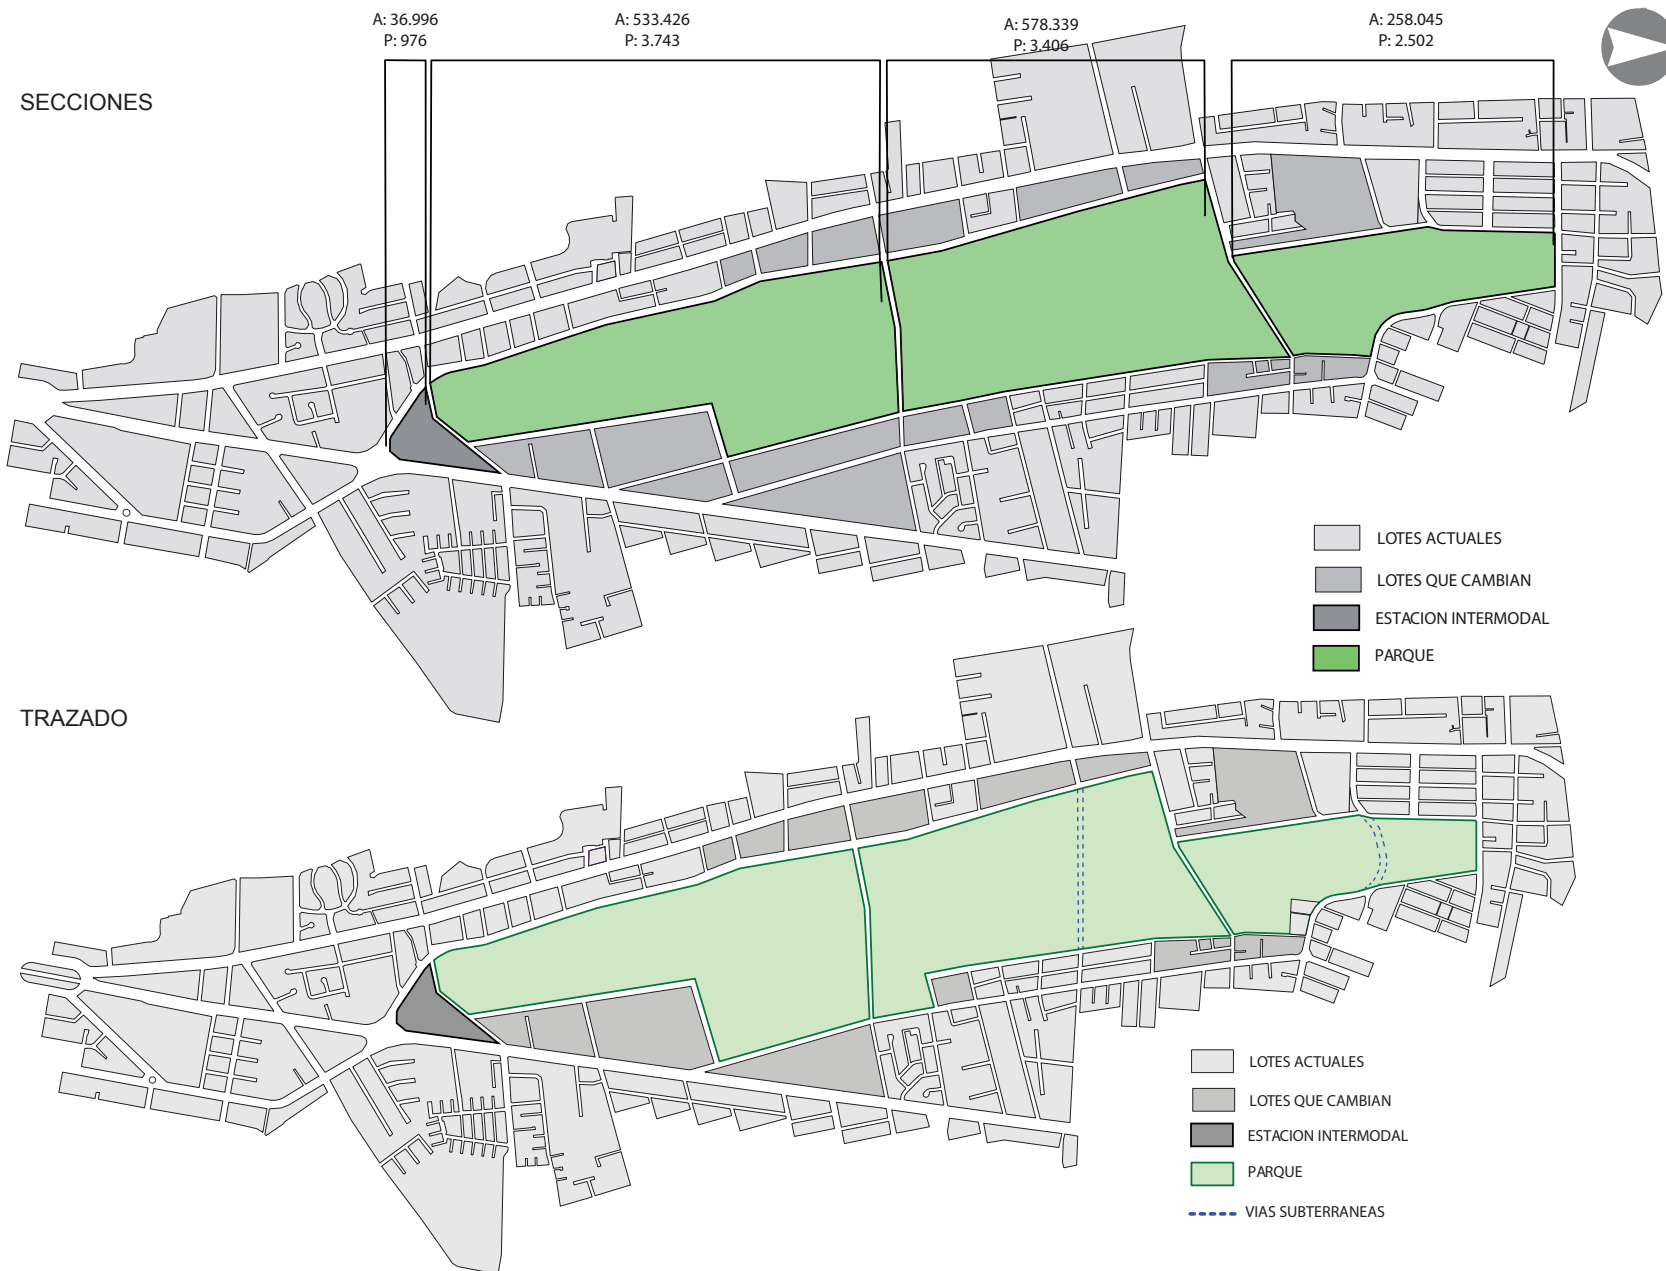 A: 36.996
P: 976
A: 533.426
P: 3.743
A: 578.339
P: 3.406
A: 258.045
P: 2.502
SECCIONES
LOTES ACTUALES
LOTES QUE CAMBIAN
ESTACION INTERMODAL
PARQUE
TRAZADO
LOTES ACTUALES
LOTES QUE CAMBIAN
ESTACION INTERMODAL
PARQUE
VIAS SUBTERRANEAS